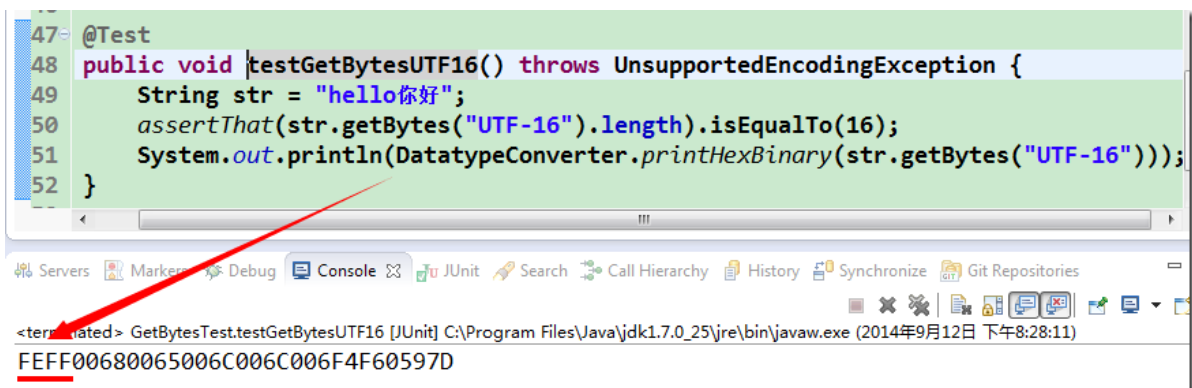 47 @Test
48 public void testGetBytesUTF16() throws UnsupportedEncodingException {
49 String str = "hello你好";
50 assertThat(str.getBytes("UTF-16").length).isEqualTo(16);
51 System.out.println(DatatypeConverter.printHexBinary(str.getBytes("UTF-16")));
52 }
Servers Markers Debug Console JUnit Search Call Hierarchy History Synchronize Git Repositories
<terminated> GetBytesTest.testGetBytesUTF16 [JUnit] C:\Program Files\Java\jdk1.7.0_25\jre\bin\javaw.exe (2014年9月12日 下午8:28:11)
FEFF00680065006C006C006F4F60597D